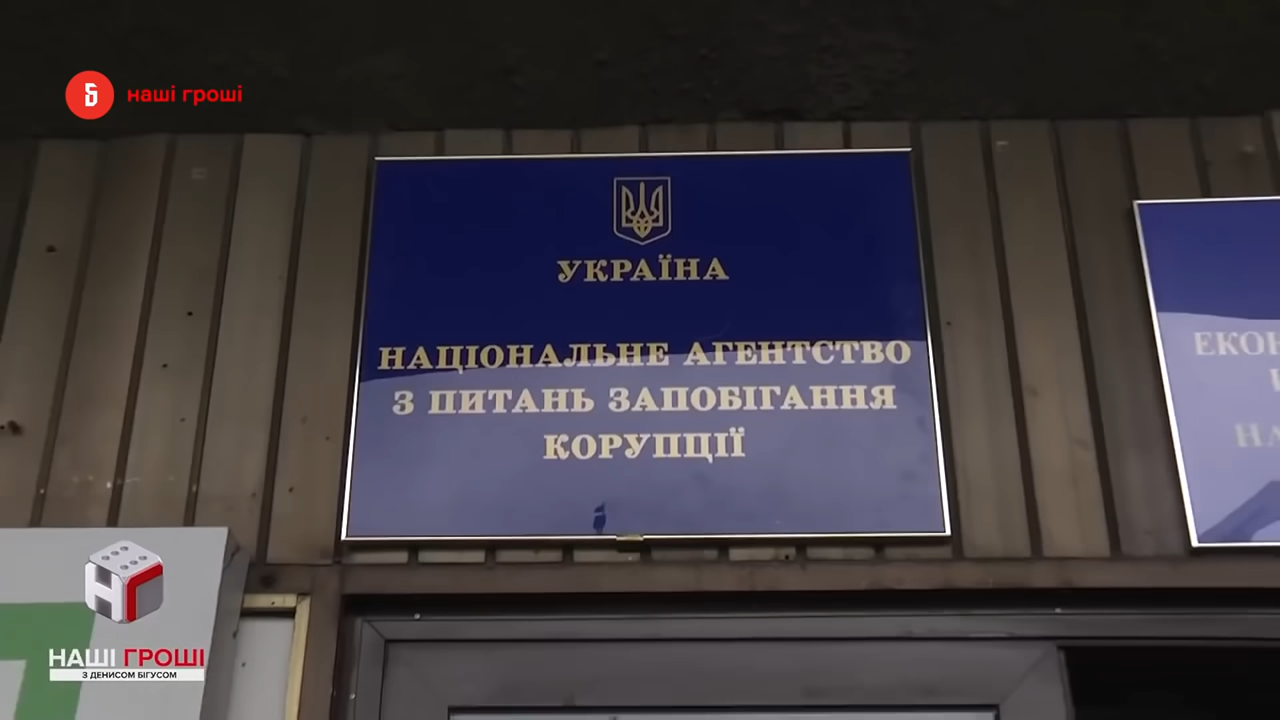 наші гроші
УКРАЇНА
НАЦІОНАЛЬНЕ АГЕНТСТВО
З ПИТАНЬ ЗАПОБІГАННЯ
КОРУПЦІЇ
НАШІ ГРОШІ
З ДЕНИСОМ БІГУСОМ